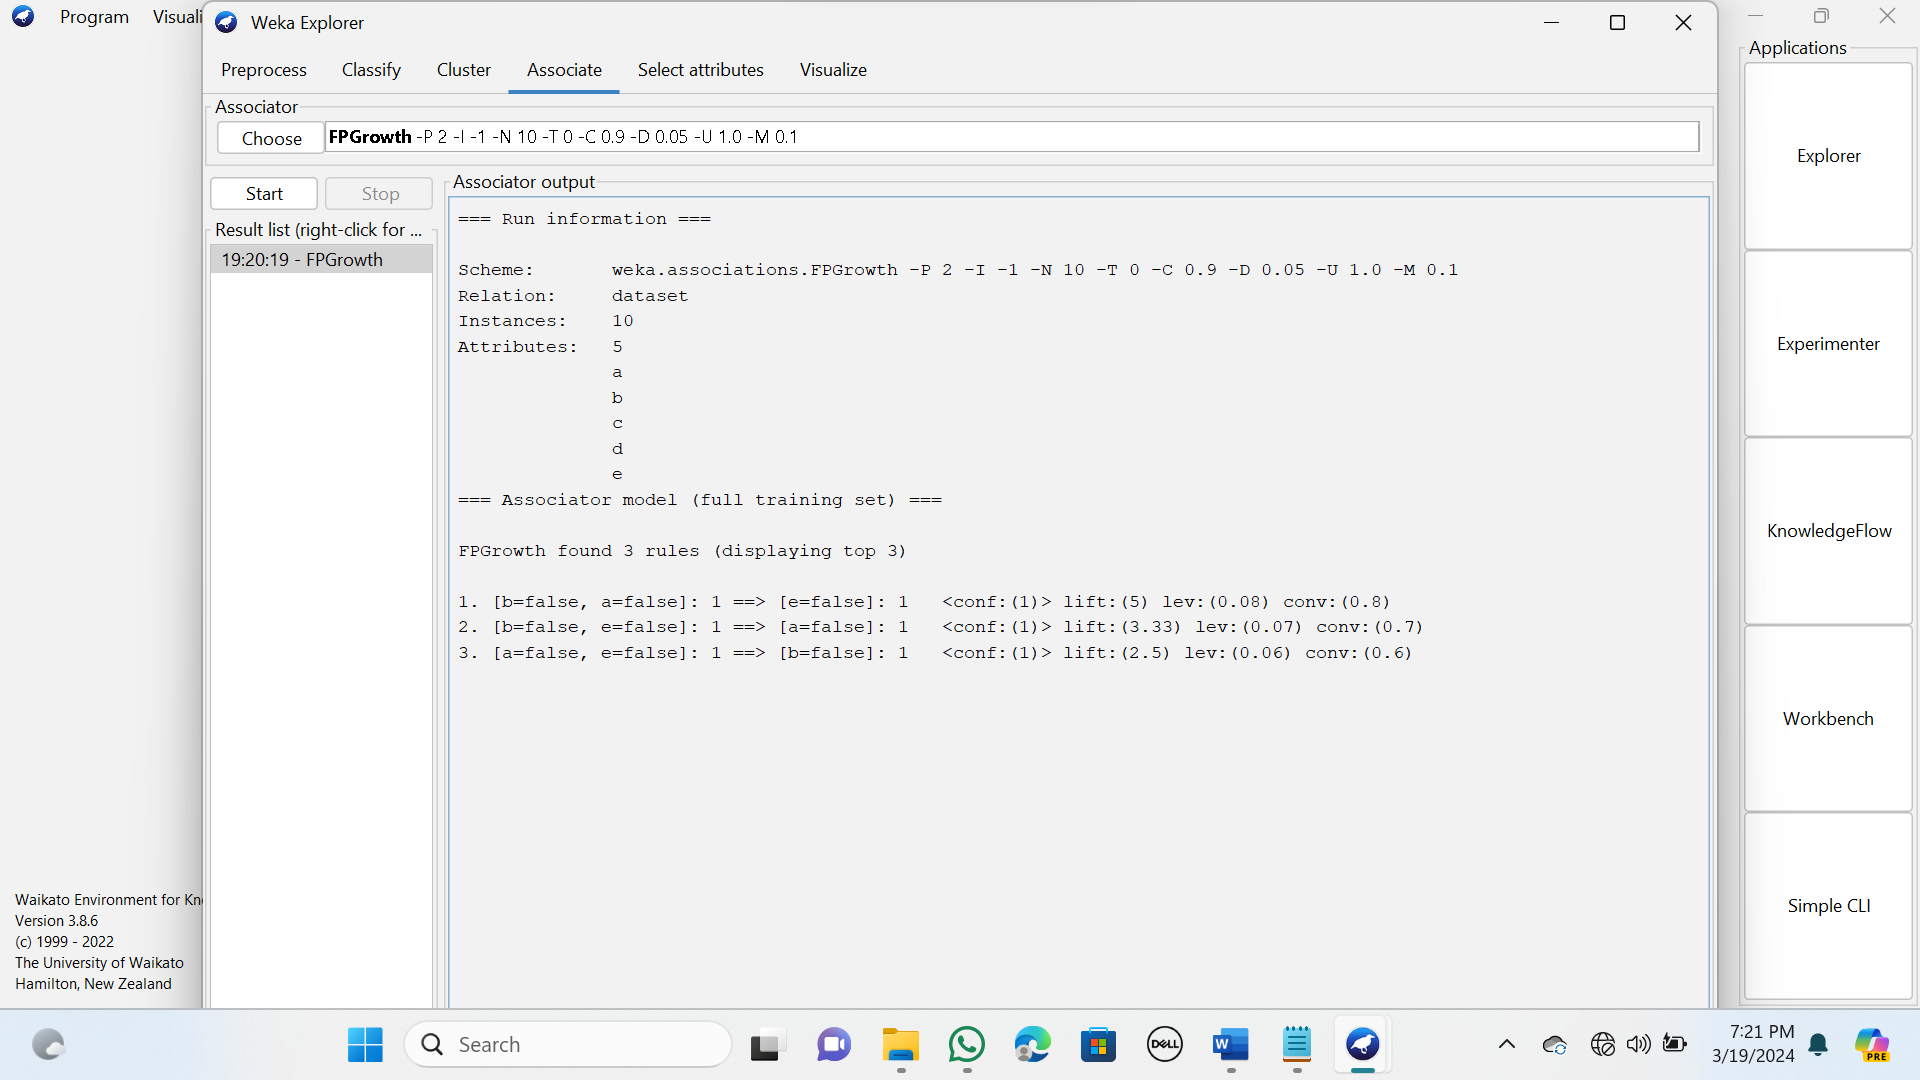 Program Visuali
Weka Explorer
Preprocess Classify Cluster Associate Select attributes Visualize
Associator
Choose FPGrowth -P 2 -I -1 -N 10 -T 0 -C 0.9 -D 0.05 -U 1.0 -M 0.1
Start Stop
Result list (right-click for ...
19:20:19 - FPGrowth
Associator output
=== Run information ===
Scheme: weka.associations.FPGrowth -P 2 -I -1 -N 10 -T 0 -C 0.9 -D 0.05 -U 1.0 -M 0.1
Relation: dataset
Instances: 10
Attributes: 5
a
b
c
d
e
=== Associator model (full training set) ===
FPGrowth found 3 rules (displaying top 3)
1. [b=false, a=false]: 1 ==> [e=false]: 1 <conf:(1)> lift:(5) lev:(0.08) conv:(0.8)
2. [b=false, e=false]: 1 ==> [a=false]: 1 <conf:(1)> lift:(3.33) lev:(0.07) conv:(0.7)
3. [a=false, e=false]: 1 ==> [b=false]: 1 <conf:(1)> lift:(2.5) lev:(0.06) conv:(0.6)
Applications
Explorer
Experimenter
KnowledgeFlow
Workbench
Simple CLI
Waikato Environment for Kn
Version 3.8.6
(c) 1999 - 2022
The University of Waikato
Hamilton, New Zealand
Search
DELL
W
7:21 PM
3/19/2024
PRE